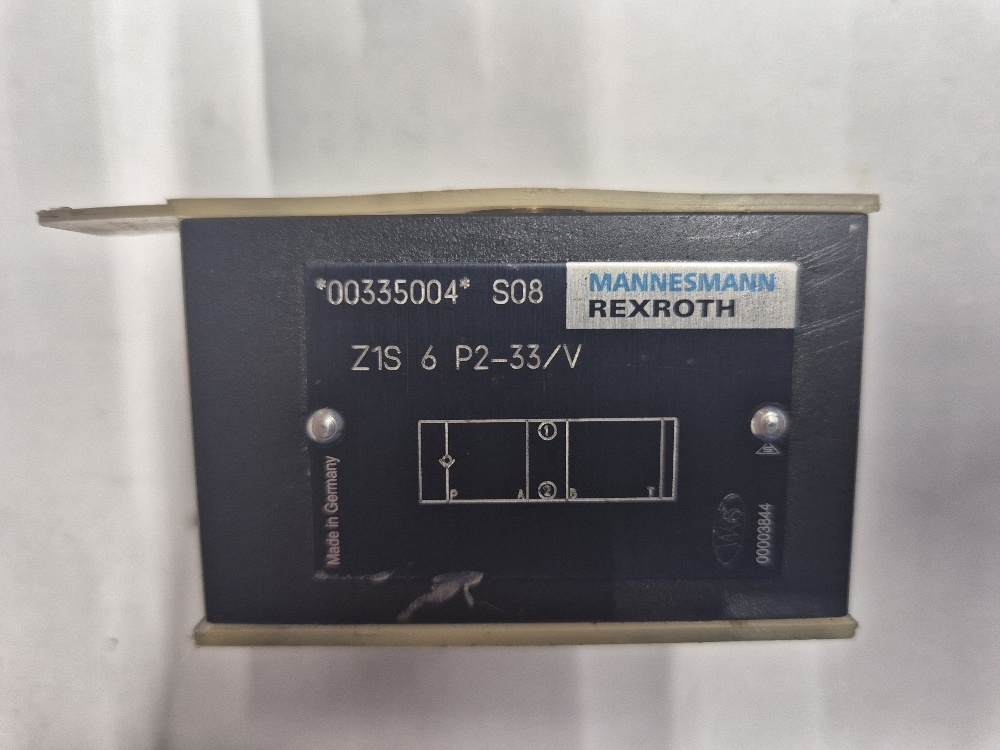 *00335004* S08
MANNESMANN
REXROTH
Z1S 6 P2-33/V
1
P A 2 B T
Made in Germany
00003844